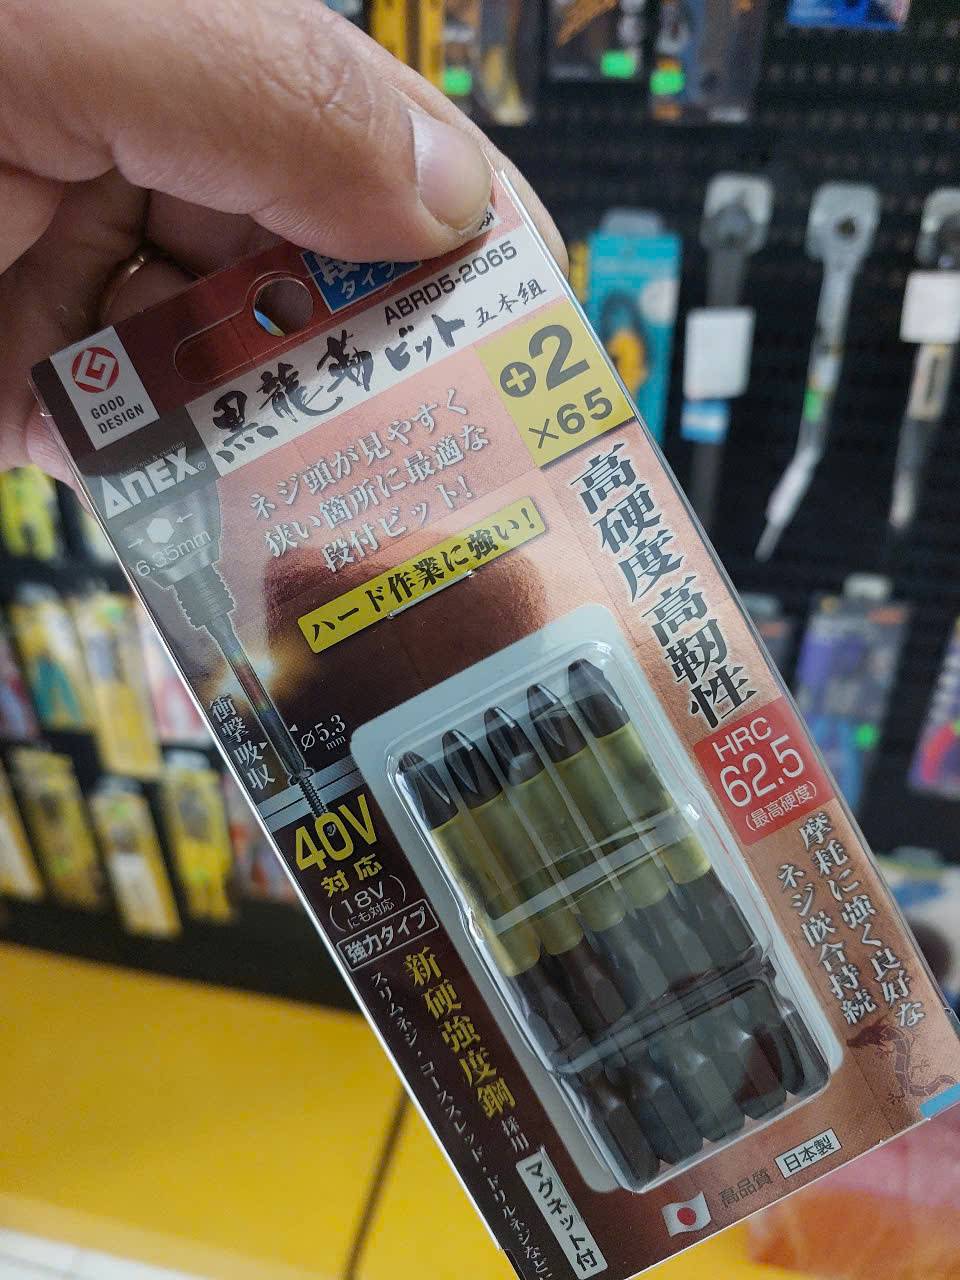 タイプ
ABRD5-2065
黒龍靭ビット 五本組
GOOD
DESIGN
ANEX®
+2
×65
6.35mm
ネジ頭が見やすく
狭い箇所に最適な
段付ビット!
ハード作業に強い!
高硬度高靭性
HRC
62.5
(最高硬度)
摩耗に強く良好な
ネジ嵌合持続
衝撃吸収
ø5.3
mm
40V
対応
(18V
にも対応)
強力タイプ
新硬強度鋼 採用
スリムネジ・コーススレッド・ドリルネジなどに
マグネット付
高品質 日本製